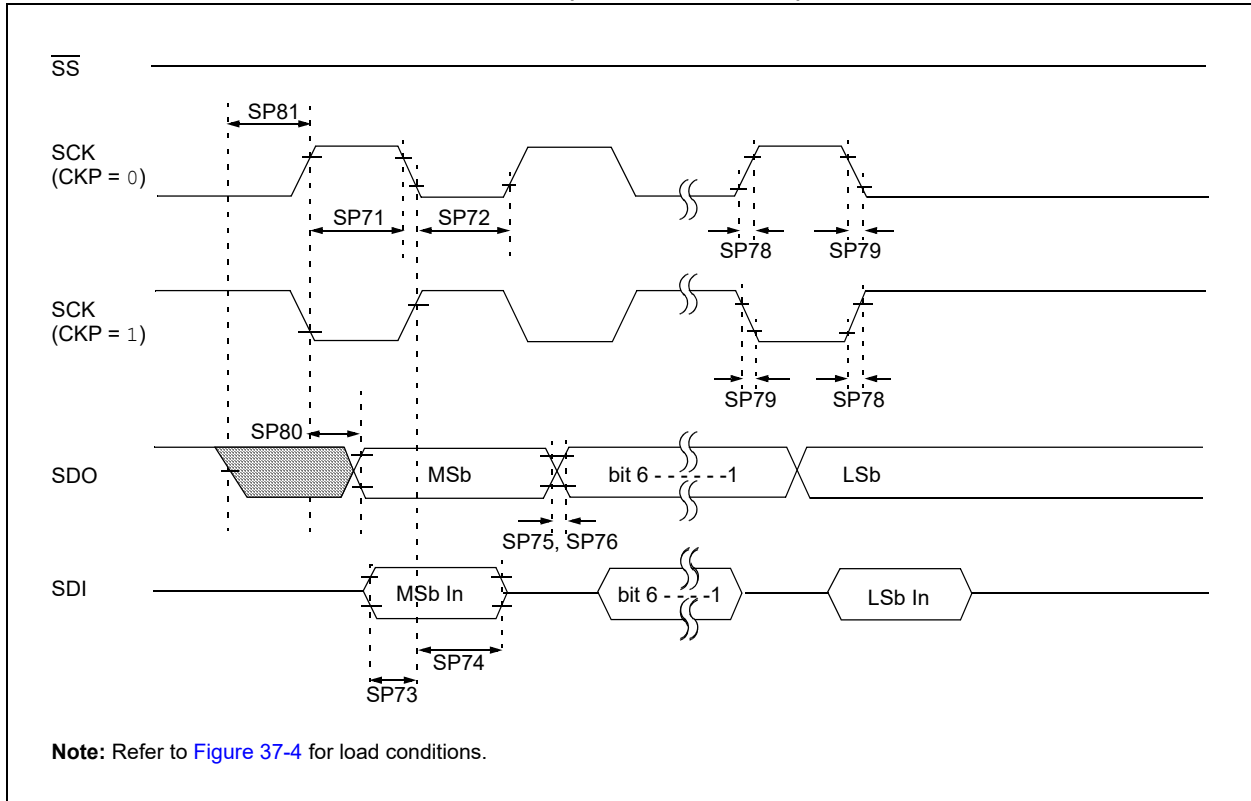 SS
SP81
SCK
(CKP = 0)
SP71
SP72
SP78
SP79
SCK
(CKP = 1)
SP79
SP78
SP80
SDO
MSb
bit 6 - - - - - -1
LSb
SP75, SP76
SDI
MSb In
bit 6 - - - -1
LSb In
SP74
SP73
Note: Refer to Figure 37-4 for load conditions.